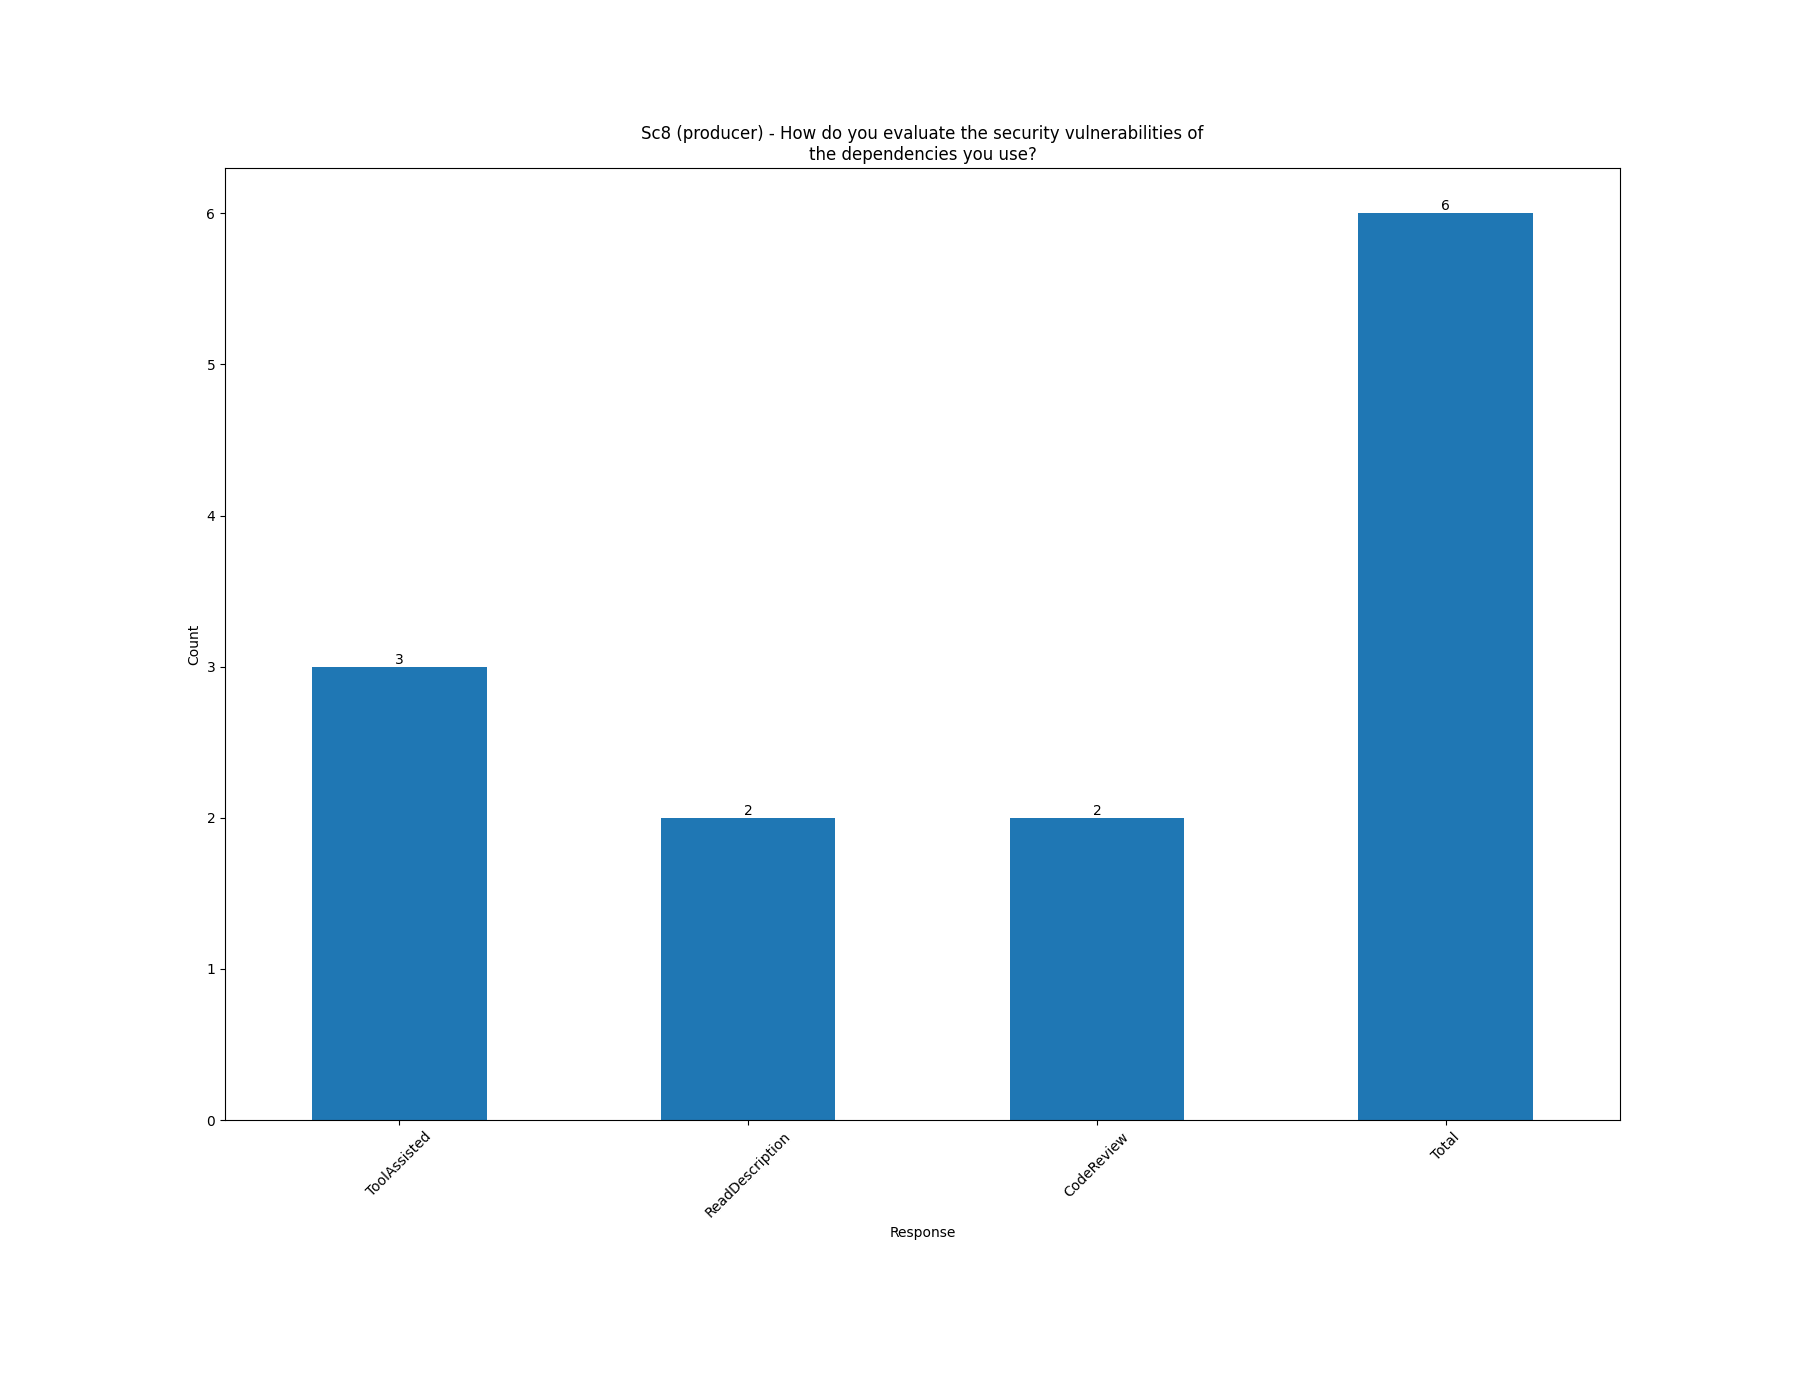 Sc8 (producer) - How do you evaluate the security vulnerabilities of
the dependencies you use?
6
5
4
3
2
1
0
Count
3
2
2
6
ToolAssisted
ReadDescription
CodeReview
Total
Response